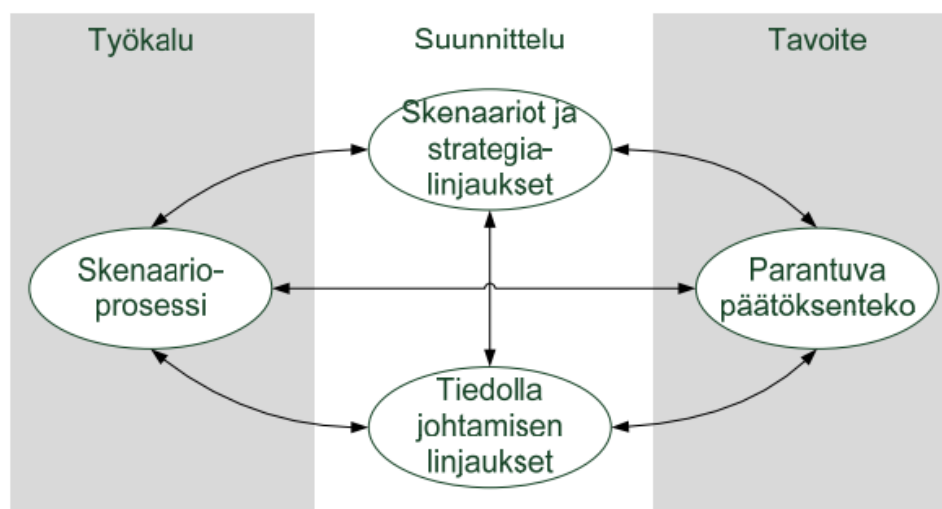 Työkalu
Suunnittelu
Tavoite
Skenaariot ja
strategia-
linjaukset
Skenaario-
prosessi
Parantuva
päätöksenteko
Tiedolla
johtamisen
linjaukset